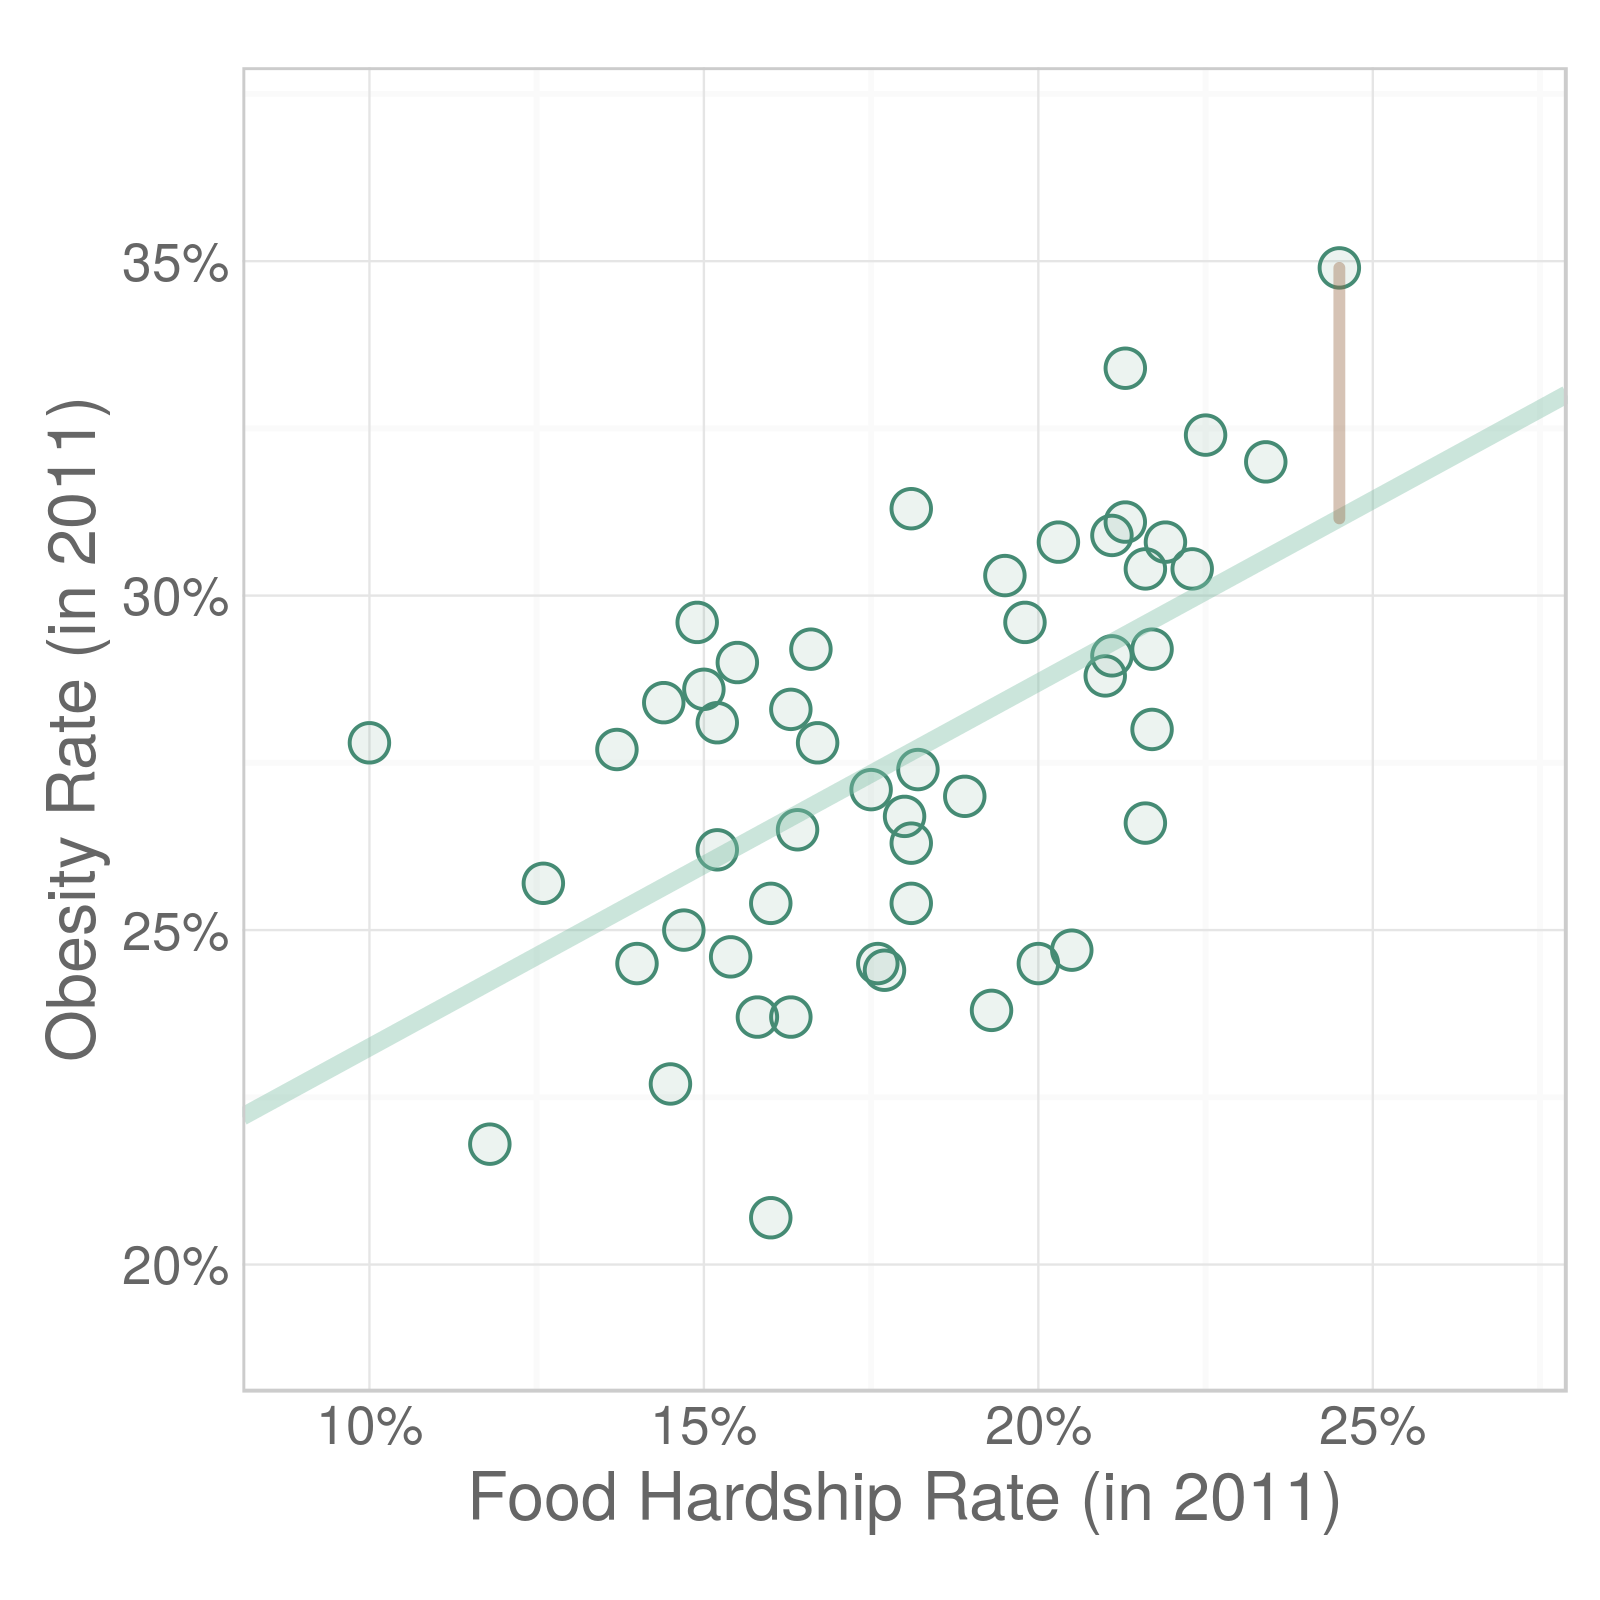 Obesity Rate (in 2011)
35%
30%
25%
20%
10% 15% 20% 25%
Food Hardship Rate (in 2011)